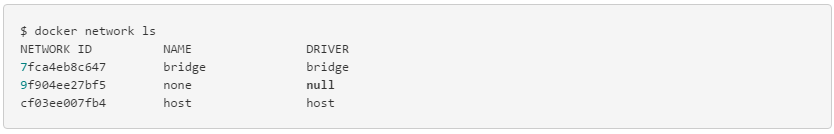 $ docker network ls
NETWORK ID        NAME                DRIVER
7fca4eb8c647        bridge              bridge
9f904ee27bf5        none                null
cf03ee007fb4        host                host